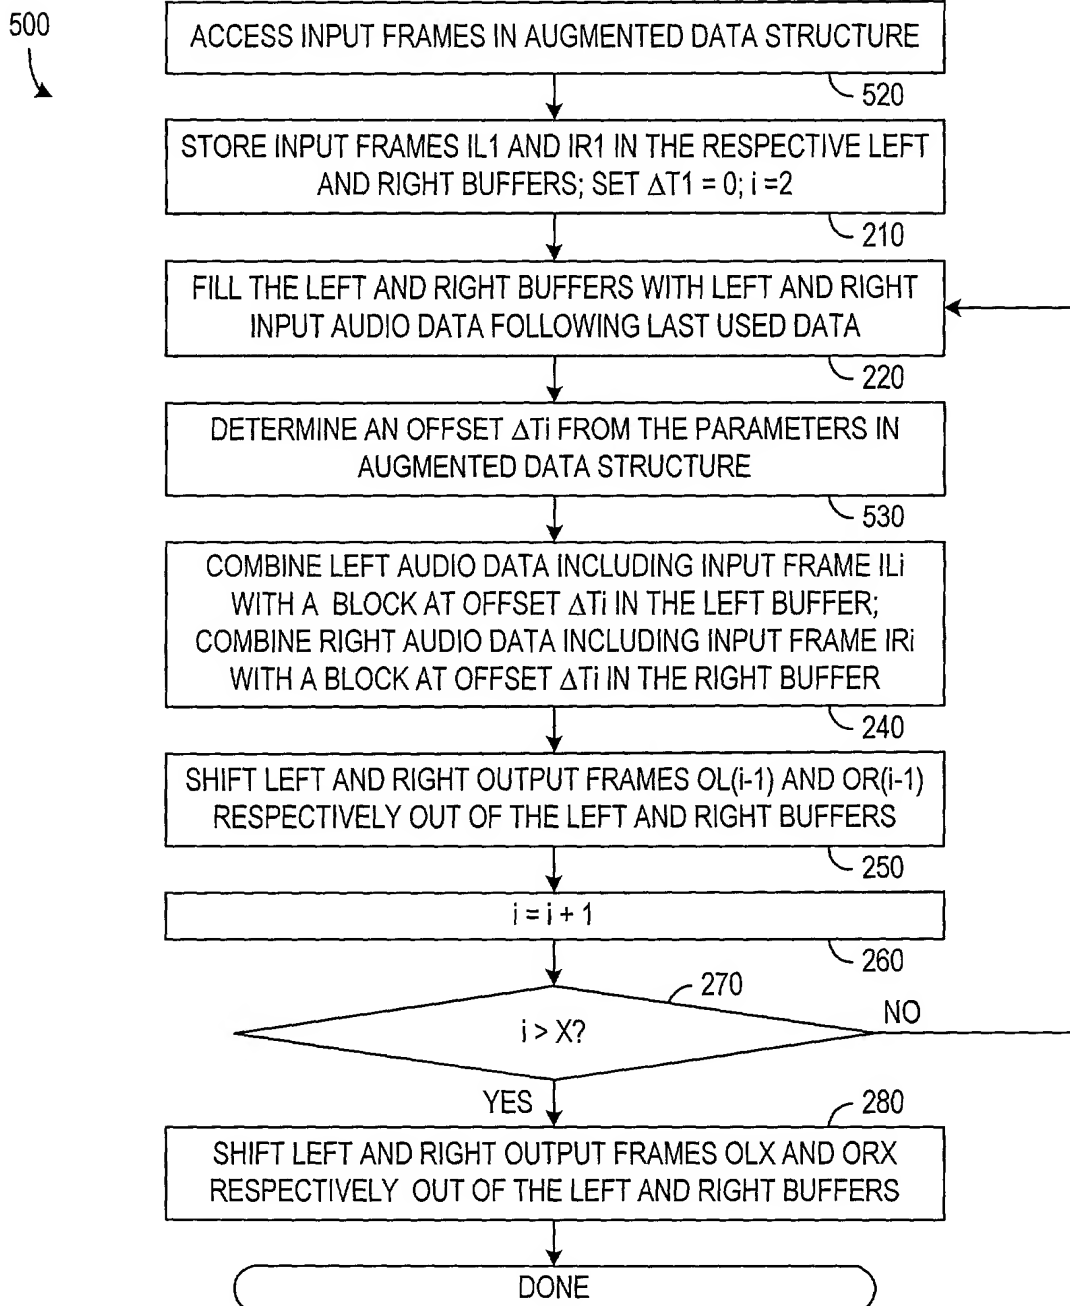 500
ACCESS INPUT FRAMES IN AUGMENTED DATA STRUCTURE
520
STORE INPUT FRAMES IL1 AND IR1 IN THE RESPECTIVE LEFT
AND RIGHT BUFFERS; SET ΔT1 = 0; i =2
210
FILL THE LEFT AND RIGHT BUFFERS WITH LEFT AND RIGHT
INPUT AUDIO DATA FOLLOWING LAST USED DATA
220
DETERMINE AN OFFSET ΔTi FROM THE PARAMETERS IN
AUGMENTED DATA STRUCTURE
530
COMBINE LEFT AUDIO DATA INCLUDING INPUT FRAME ILi
WITH A BLOCK AT OFFSET ΔTi IN THE LEFT BUFFER;
COMBINE RIGHT AUDIO DATA INCLUDING INPUT FRAME IRi
WITH A BLOCK AT OFFSET ΔTi IN THE RIGHT BUFFER
240
SHIFT LEFT AND RIGHT OUTPUT FRAMES OL(i-1) AND OR(i-1)
RESPECTIVELY OUT OF THE LEFT AND RIGHT BUFFERS
250
i = i + 1
260
270
i > X?
NO
YES
280
SHIFT LEFT AND RIGHT OUTPUT FRAMES OLX AND ORX
RESPECTIVELY OUT OF THE LEFT AND RIGHT BUFFERS
DONE